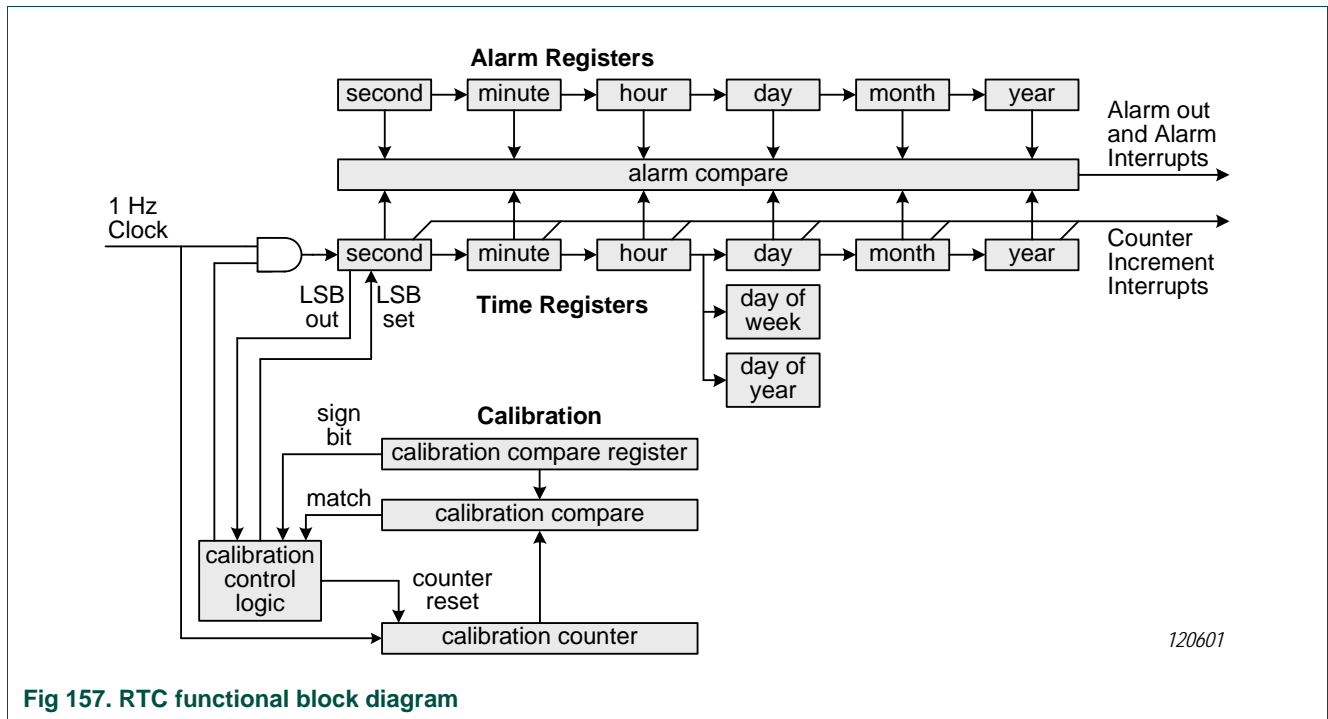 Alarm Registers
second
minute
hour
day
month
year
Alarm out
and Alarm
Interrupts
alarm compare
1 Hz
Clock
second
minute
hour
day
month
year
Counter
Increment
Interrupts
LSB
out
LSB
set
Time Registers
day of
week
day of
year
Calibration
sign
bit
calibration compare register
match
calibration compare
calibration
control
logic
counter
reset
calibration counter
120601
Fig 157. RTC functional block diagram